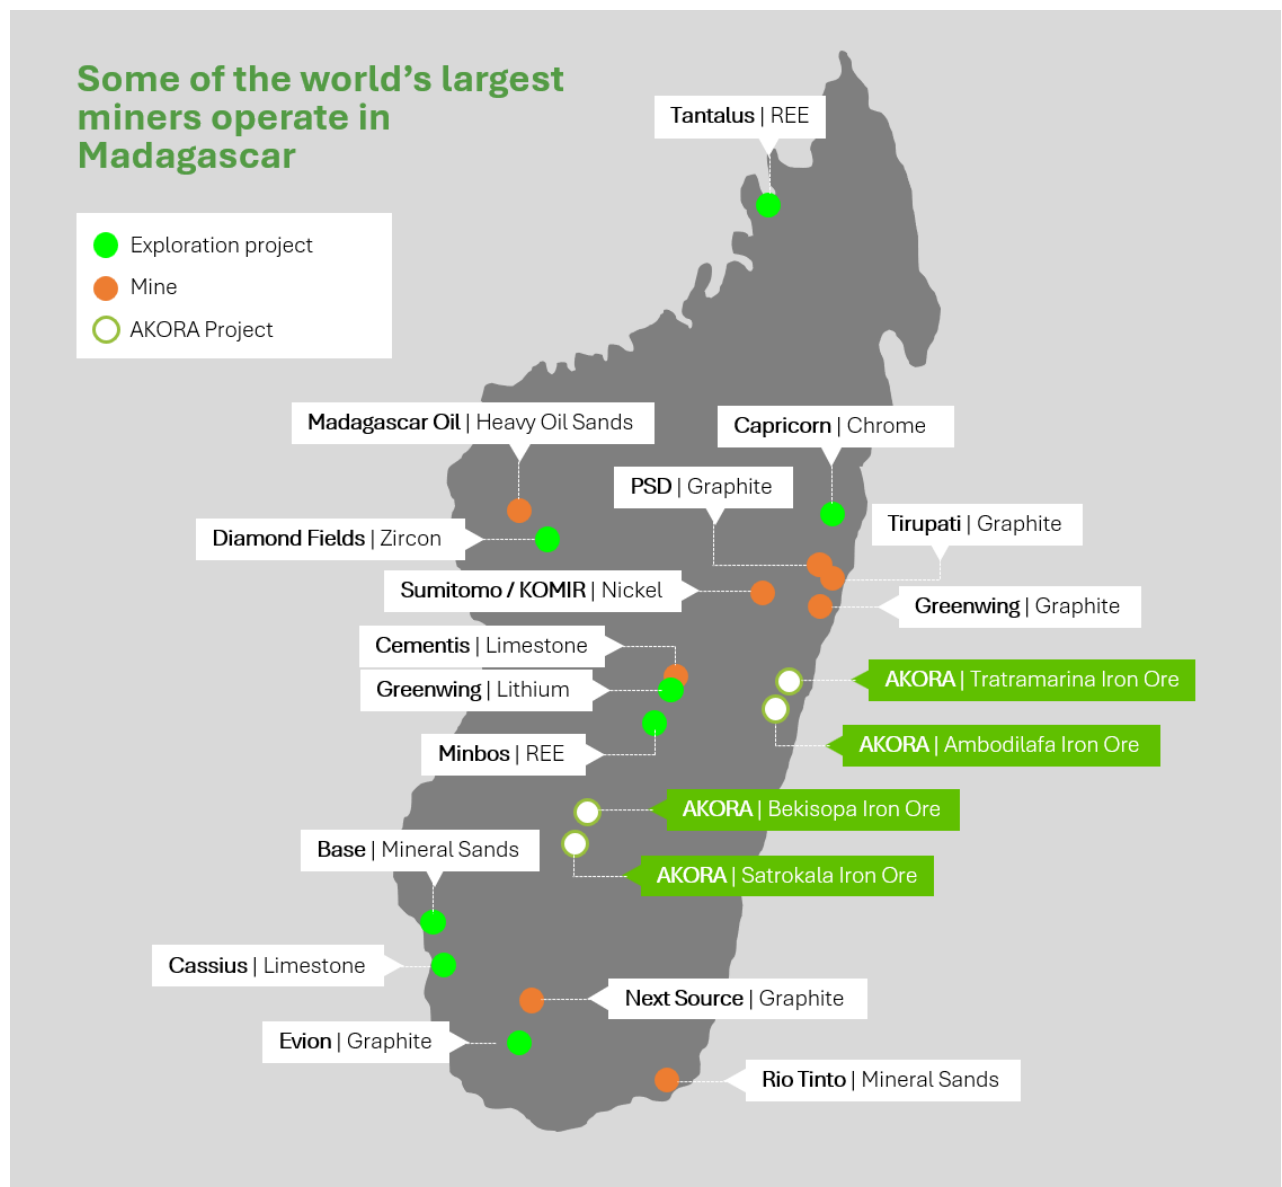 Some of the world's largest
miners operate in
Madagascar
Exploration project
Mine
AKORA Project
Tantalus | REE
Madagascar Oil | Heavy Oil Sands
Capricorn | Chrome
PSD | Graphite
Tirupati | Graphite
Diamond Fields | Zircon
Sumitomo / KOMIR | Nickel
Greenwing | Graphite
Cementis | Limestone
Greenwing | Lithium
AKORA | Tratramarina Iron Ore
Minbos | REE
AKORA | Ambodilafa Iron Ore
AKORA | Bekisopa Iron Ore
Base | Mineral Sands
AKORA | Satrokala Iron Ore
Cassius | Limestone
Next Source | Graphite
Evion | Graphite
Rio Tinto | Mineral Sands